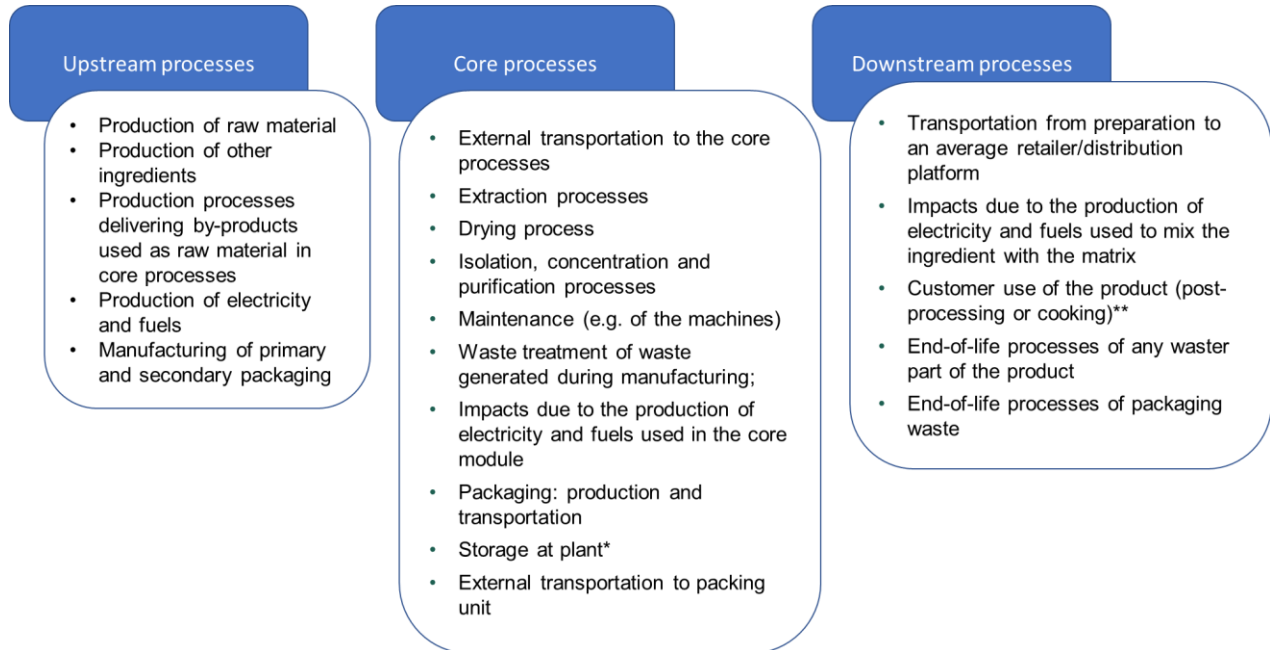 Upstream processes
• Production of raw material
• Production of other
ingredients
• Production processes
delivering by-products
used as raw material in
core processes
• Production of electricity
and fuels
• Manufacturing of primary
and secondary packaging
Core processes
• External transportation to the core
processes
• Extraction processes
• Drying process
• Isolation, concentration and
purification processes
• Maintenance (e.g. of the machines)
• Waste treatment of waste
generated during manufacturing;
• Impacts due to the production of
electricity and fuels used in the core
module
• Packaging: production and
transportation
• Storage at plant*
• External transportation to packing
unit
Downstream processes
• Transportation from preparation to
an average retailer/distribution
platform
• Impacts due to the production of
electricity and fuels used to mix the
ingredient with the matrix
• Customer use of the product (post-
processing or cooking)**
• End-of-life processes of any waster
part of the product
• End-of-life processes of packaging
waste